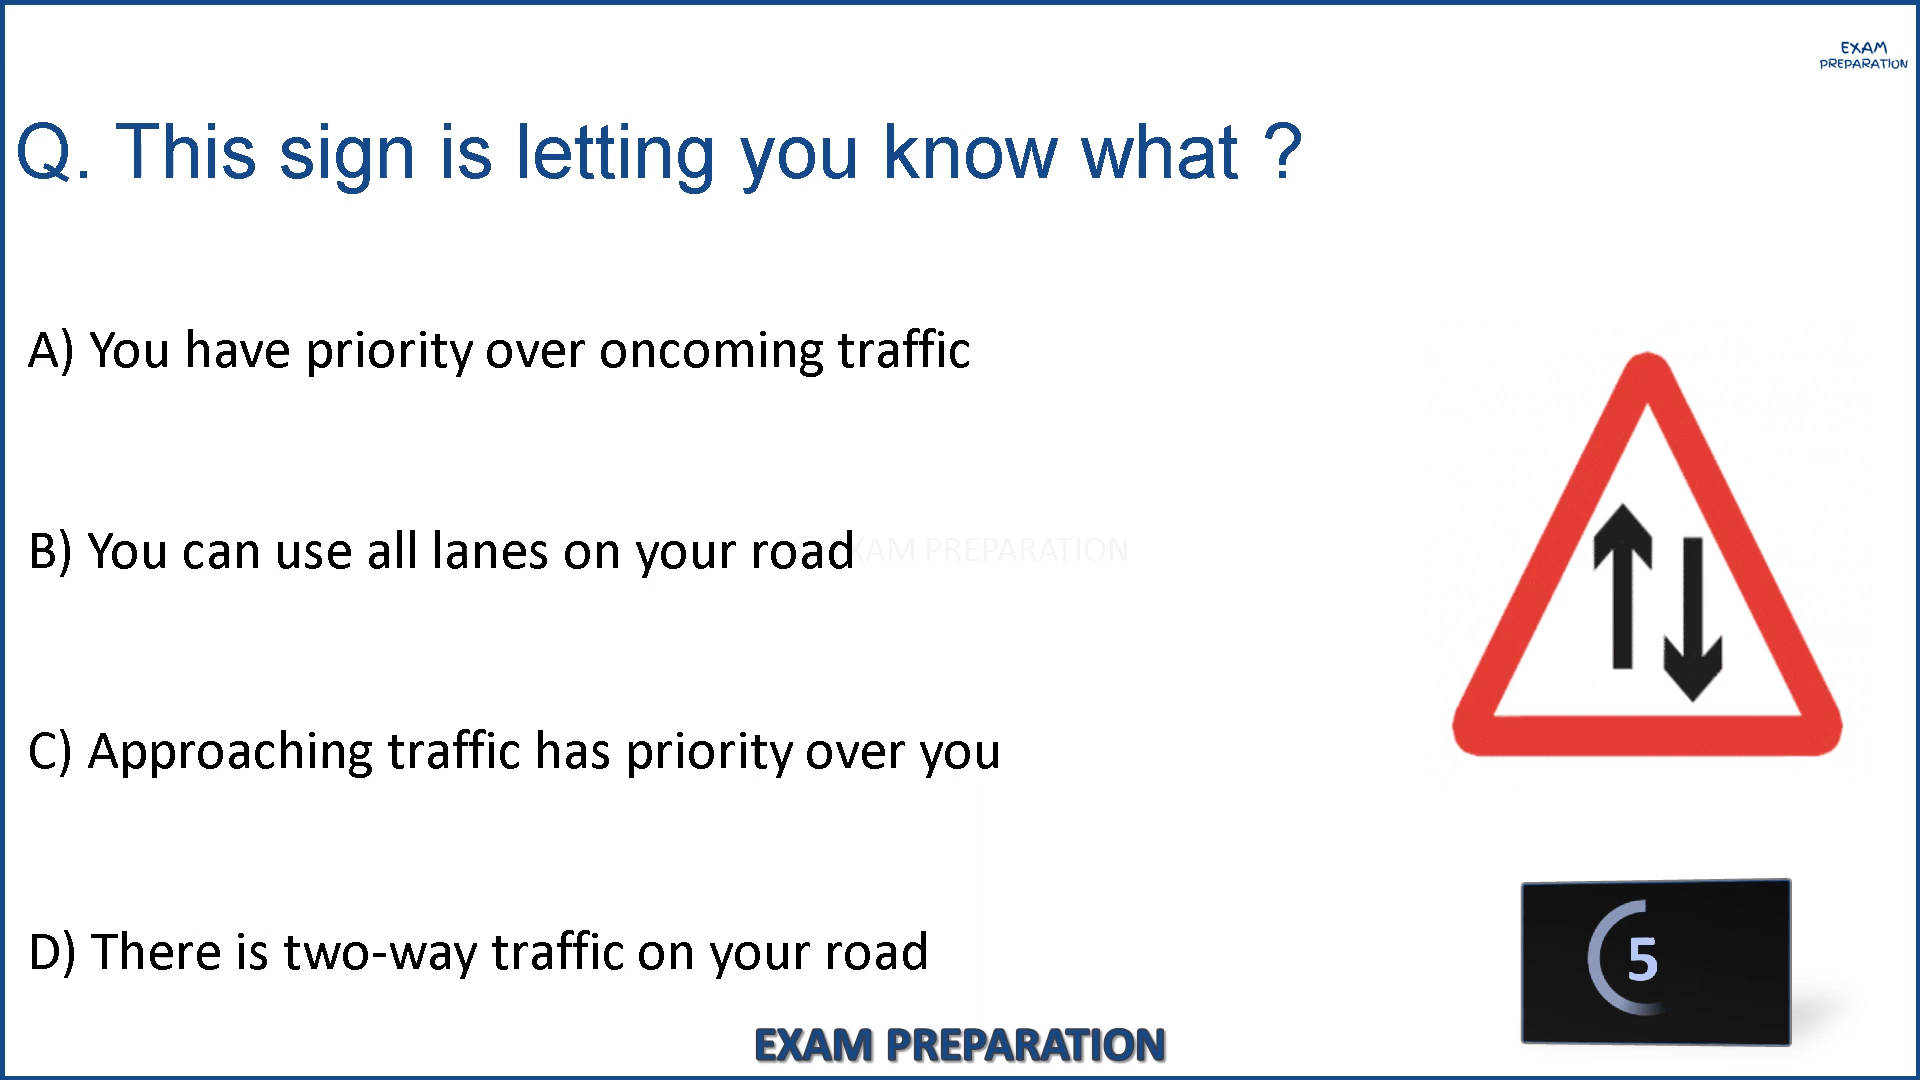 EXAM
PREPARATION
Q. This sign is letting you know what ?
A) You have priority over oncoming traffic
B) You can use all lanes on your road
EXAM PREPARATION
C) Approaching traffic has priority over you
D) There is two-way traffic on your road
5
EXAM PREPARATION